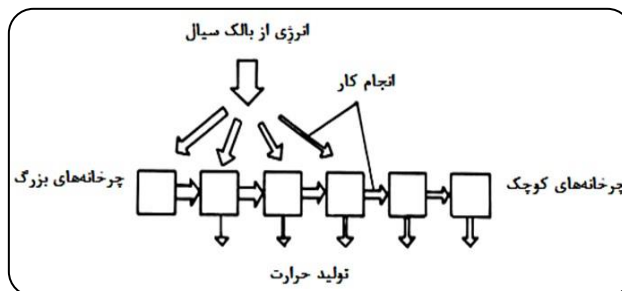 انرژی از بالک سیال
انجام کار
چرخانه‌های بزرگ
چرخانه‌های کوچک
تولید حرارت